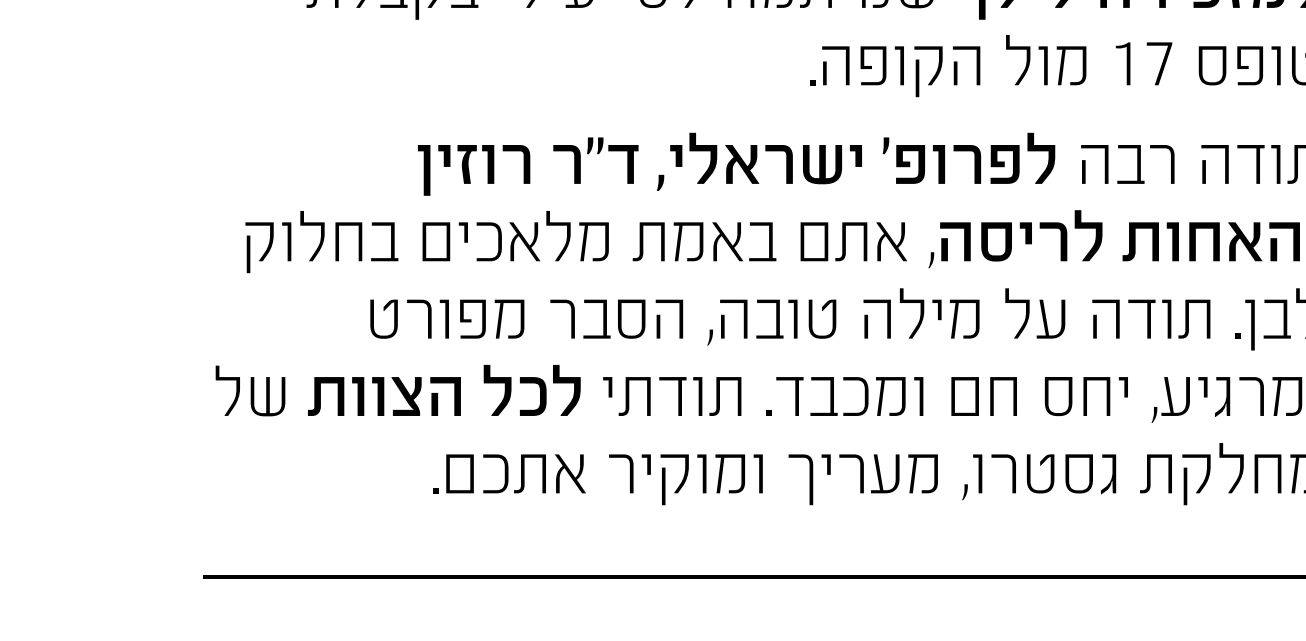 טופס 17 מול הקופה.
תודה רבה לפרופ' ישראלי, ד"ר רוזין
האחות לריסה, אתם באמת מלאכים בחלוק
לבן. תודה על מילה טובה, הסבר מפורט
מרגיע, יחס חם ומכבד. תודתי לכל הצוות של
מחלקת גסטרו, מעריך ומוקיר אתכם.